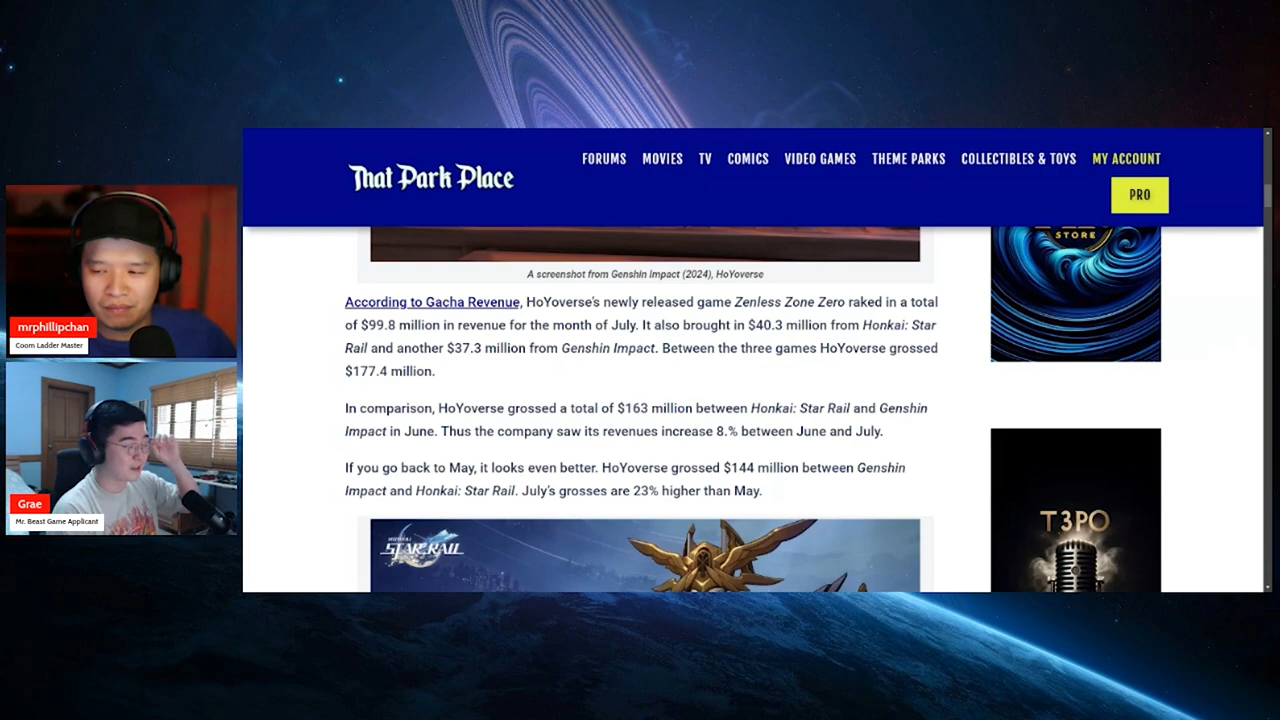 That Park Place
FORUMS MOVIES TV COMICS VIDEO GAMES THEME PARKS COLLECTIBLES & TOYS MY ACCOUNT
PRO
STORE
A screenshot from Genshin Impact (2024), HoYoverse
According to Gacha Revenue, HoYoverse's newly released game Zenless Zone Zero raked in a total
of $99.8 million in revenue for the month of July. It also brought in $40.3 million from Honkai: Star
Rail and another $37.3 million from Genshin Impact. Between the three games HoYoverse grossed
$177.4 million.
In comparison, HoYoverse grossed a total of $163 million between Honkai: Star Rail and Genshin
Impact in June. Thus the company saw its revenues increase 8.% between June and July.
If you go back to May, it looks even better. HoYoverse grossed $144 million between Genshin
Impact and Honkai: Star Rail. July's grosses are 23% higher than May.
STAR RAIL
T3PO
mrphillipchan
Coom Ladder Master
Grae
Mr. Beast Game Applicant